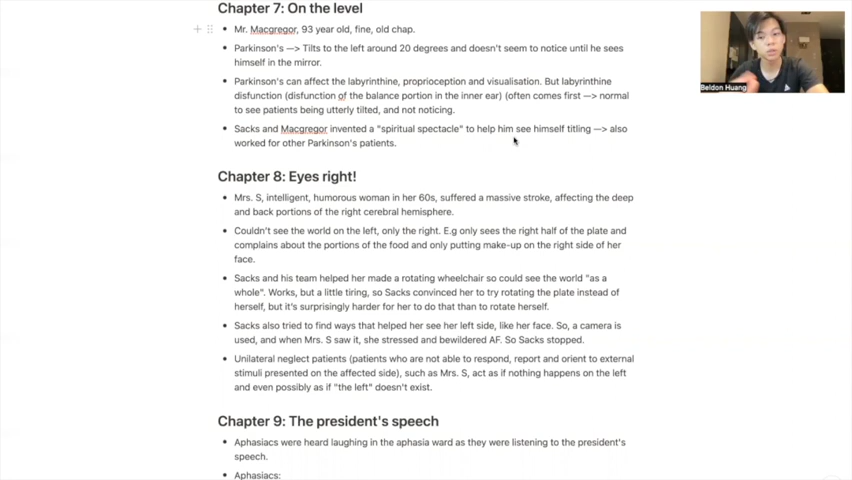 Chapter 7: On the level
Mr. Macgregor, 93 year old, fine, old chap.
Parkinson's —> Tilts to the left around 20 degrees and doesn't seem to notice until he sees
himself in the mirror.
Parkinson's can affect the labyrinthine, proprioception and visualisation. But labyrinthine
disfunction (disfunction of the balance portion in the inner ear) (often comes first —> normal
to see patients being utterly tilted, and not noticing.
Sacks and Macgregor invented a "spiritual spectacle" to help him see himself titling —> also
worked for other Parkinson's patients.
Chapter 8: Eyes right!
Mrs. S, intelligent, humorous woman in her 60s, suffered a massive stroke, affecting the deep
and back portions of the right cerebral hemisphere.
Couldn't see the world on the left, only the right. E.g only sees the right half of the plate and
complains about the portions of the food and only putting make-up on the right side of her
face.
Sacks and his team helped her made a rotating wheelchair so could see the world "as a
whole". Works, but a little tiring, so Sacks convinced her to try rotating the plate instead of
herself, but it's surprisingly harder for her to do that than to rotate herself.
Sacks also tried to find ways that helped her see her left side, like her face. So, a camera is
used, and when Mrs. S saw it, she stressed and bewildered AF. So Sacks stopped.
Unilateral neglect patients (patients who are not able to respond, report and orient to external
stimuli presented on the affected side), such as Mrs. S, act as if nothing happens on the left
and even possibly as if "the left" doesn't exist.
Chapter 9: The president's speech
Aphasiacs were heard laughing in the aphasia ward as they were listening to the president's
speech.
Aphasiacs:
Beldon Huang